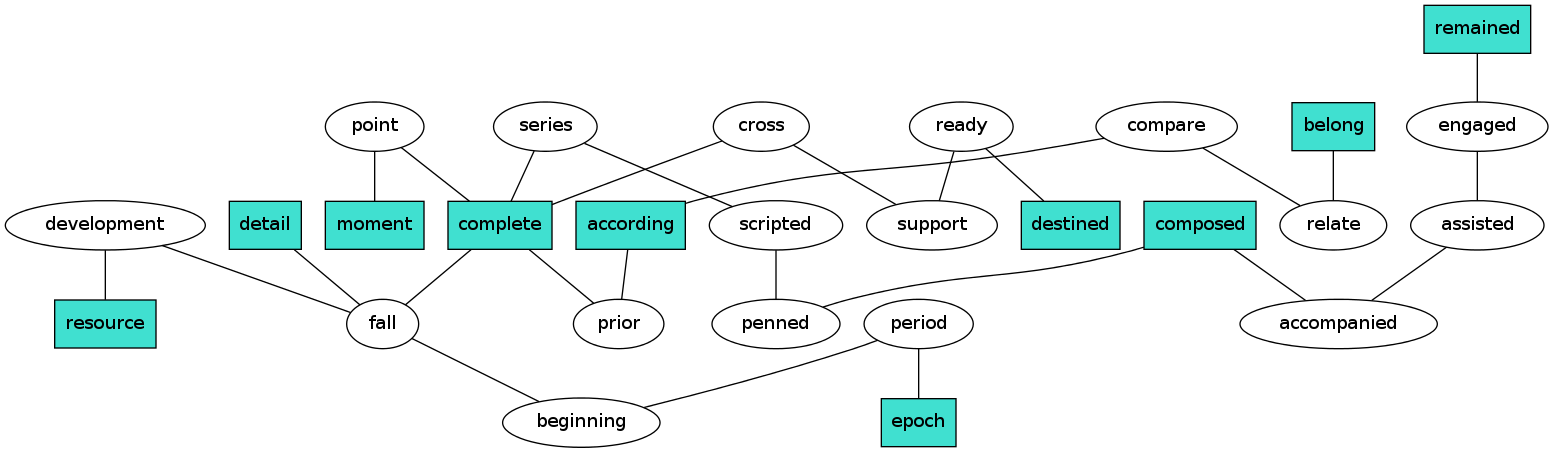 remained
point
series
cross
ready
compare
belong
engaged
development
detail
moment
complete
according
scripted
support
destined
composed
relate
assisted
resource
fall
prior
penned
period
accompanied
beginning
epoch